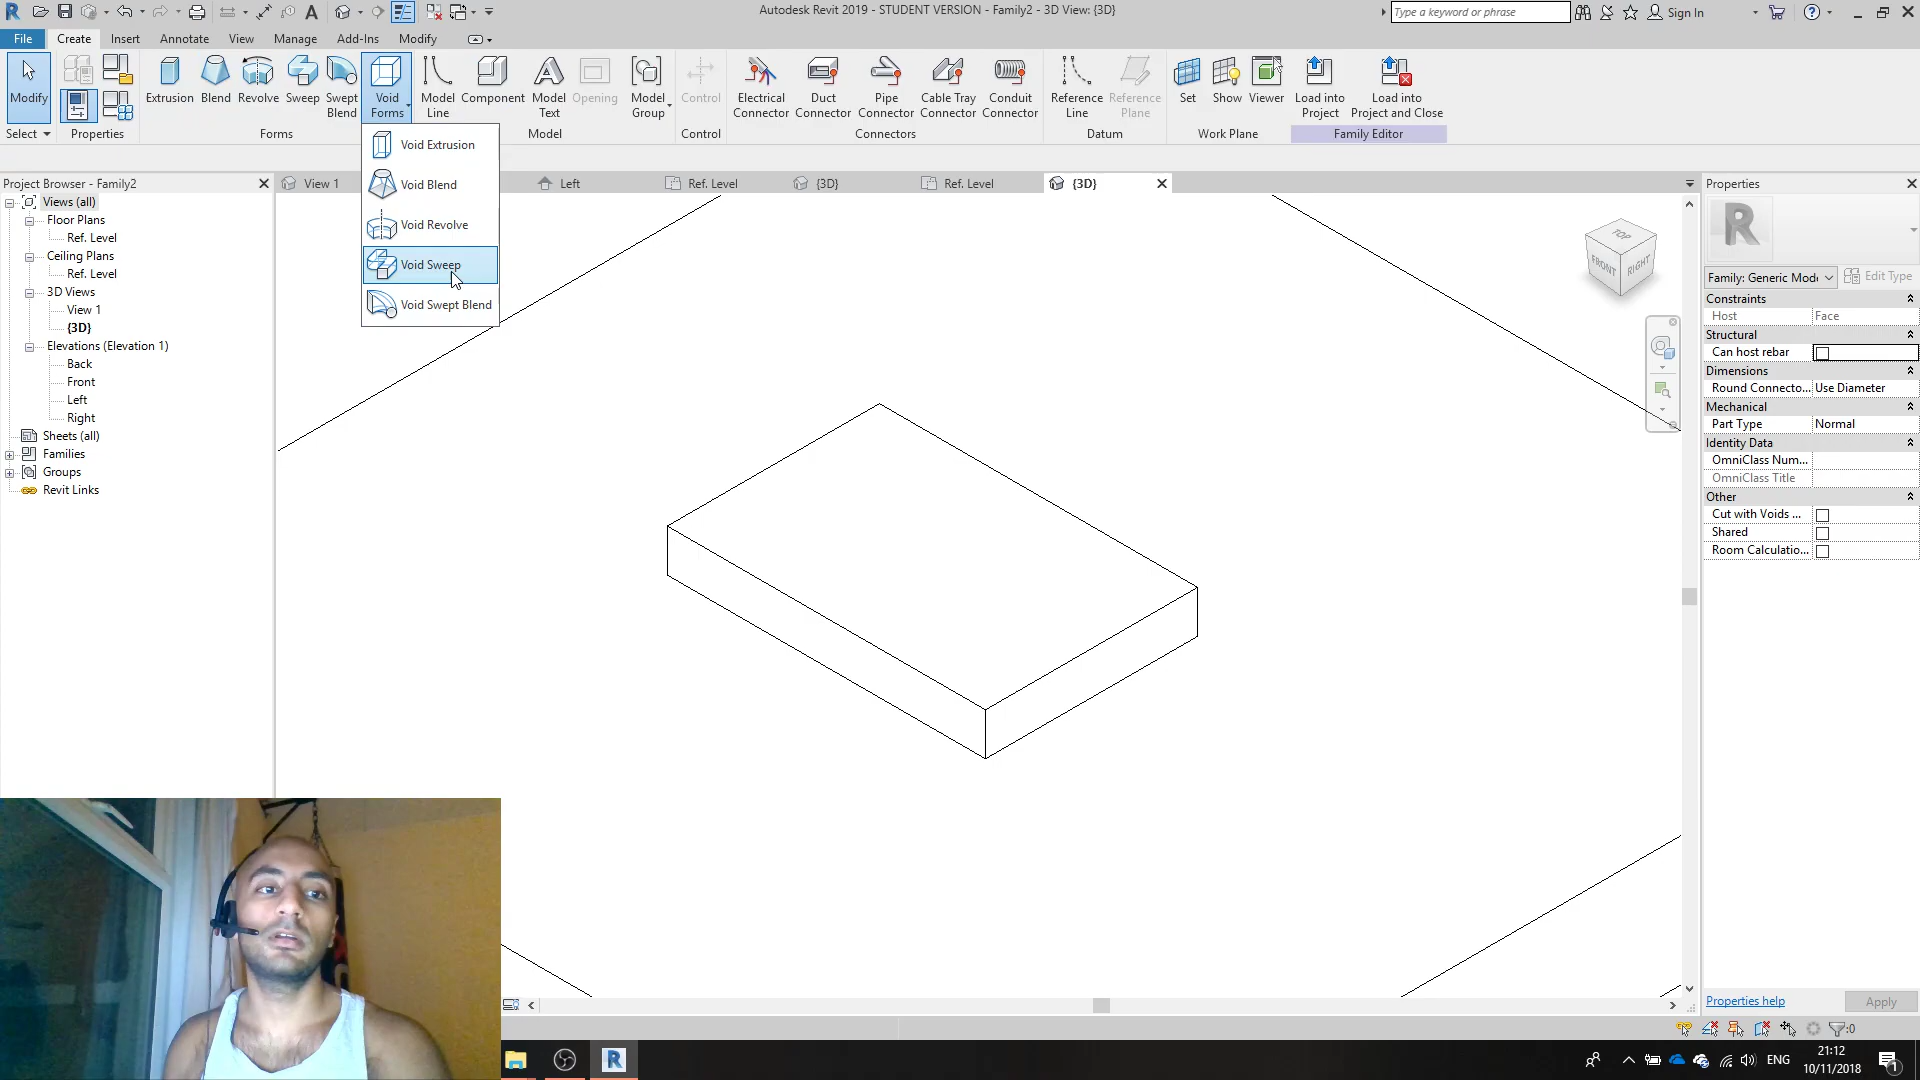 Autodesk Revit 2019 - STUDENT VERSION - Family2 - 3D View: {3D}
Type a keyword or phrase
Sign In
File
Create
Insert
Annotate
View
Manage
Add-Ins
Modify
Modify
Extrusion
Blend
Revolve
Sweep
Swept
Blend
Void
Forms
Model
Line
Component
Model
Text
Opening
Model
Group
Control
Electrical
Connector
Duct
Connector
Pipe
Connector
Cable Tray
Connector
Conduit
Connector
Reference
Line
Reference
Plane
Set
Show
Viewer
Load into
Project
Load into
Project and Close
Select
Properties
Forms
Model
Control
Connectors
Datum
Work Plane
Family Editor
Void Extrusion
Void Blend
Void Revolve
Void Sweep
Void Swept Blend
Project Browser - Family2
View 1
Left
Ref. Level
{3D}
Ref. Level
{3D}
Properties
Views (all)
Floor Plans
Ref. Level
Ceiling Plans
Ref. Level
3D Views
View 1
{3D}
Elevations (Elevation 1)
Back
Front
Left
Right
Sheets (all)
Families
Groups
Revit Links
TOP
FRONT
RIGHT
Family: Generic Mode
Edit Type
Constraints
Host
Face
Structural
Can host rebar
Dimensions
Round Connecto...
Use Diameter
Mechanical
Part Type
Normal
Identity Data
OmniClass Num...
OmniClass Title
Other
Cut with Voids ...
Shared
Room Calculatio...
Properties help
Apply
:0
ENG
21:12
10/11/2018
1